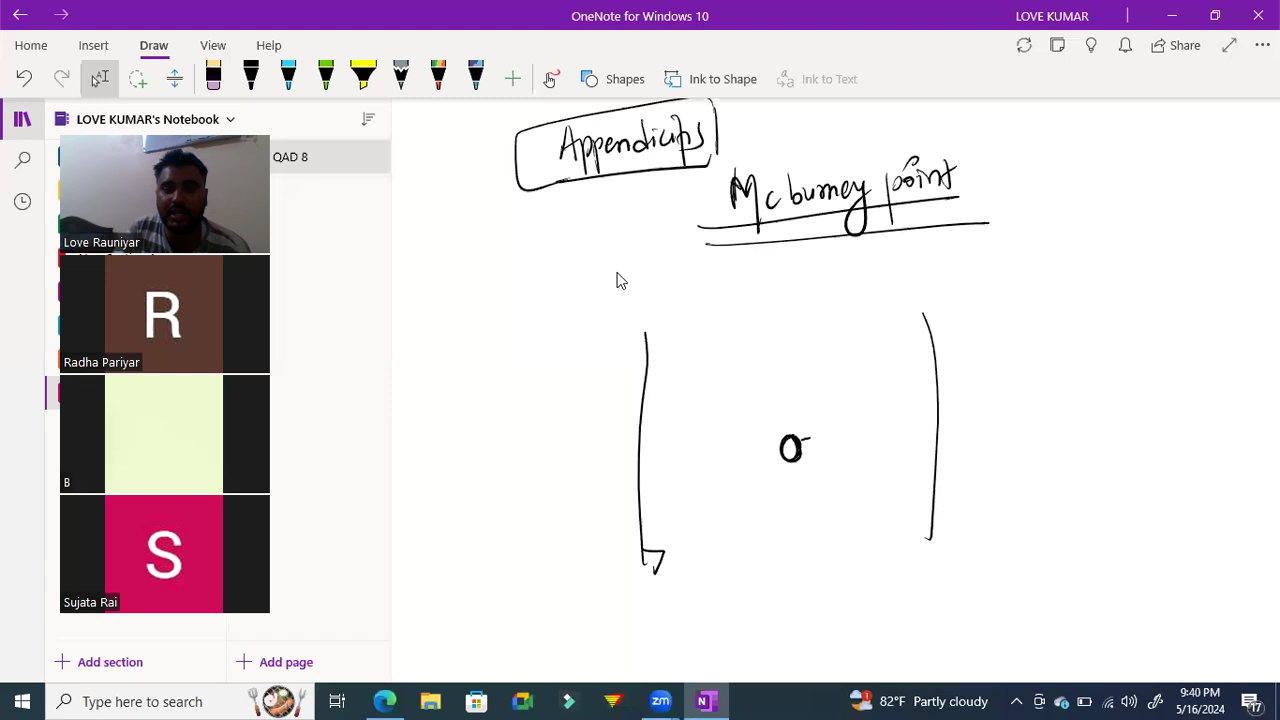 OneNote for Windows 10
LOVE KUMAR
Home
Insert
Draw
View
Help
Share
Shapes
Ink to Shape
Ink to Text
LOVE KUMAR's Notebook
QAD 8
Love Rauniyar
R
Radha Pariyar
B
S
Sujata Rai
Add section
Add page
Mc burney point
Type here to search
zm
N
82°F Partly cloudy
9:40 PM
5/16/2024
17